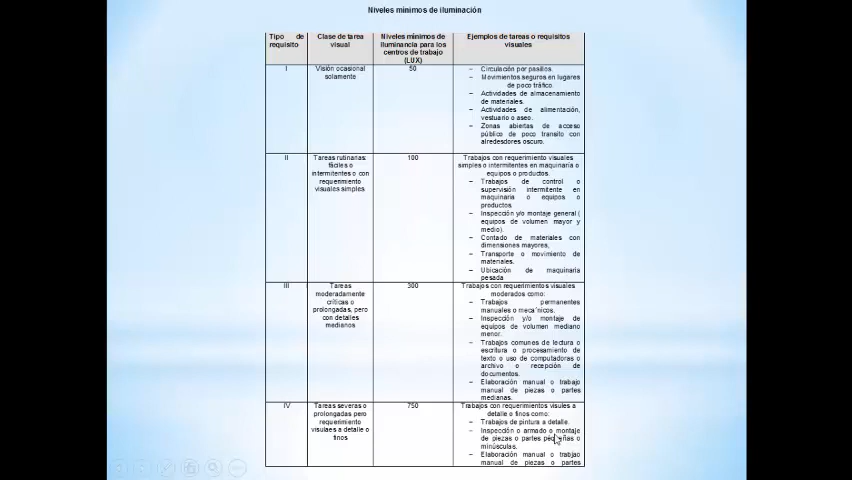 Niveles mínimos de iluminación
Tipo de requisito
Clase de tarea visual
Niveles mínimos de iluminancia para los centros de trabajo (LUX)
Ejemplos de tareas o requisitos visuales
I
Visión ocasional solamente
50
– Circulación por pasillos.
– Movimientos seguros en lugares de poco tráfico.
– Actividades de almacenamiento de materiales.
– Actividades de alimentación, vestuario o aseo.
– Zonas abiertas de acceso público de poco transito con alrededores oscuro.
II
Tareas rutinarias fáciles o intermitentes o con requerimiento visuales simples
100
Trabajos con requerimiento visuales simples o intermitentes en maquinaria o equipos o productos.
– Trabajos de control o supervisión intermitente en maquinaria o equipos o productos
– Inspección y/o montaje general ( equipos de volumen mayor y medio).
– Contado de materiales con dimensiones mayores,
– Transporte o movimiento de materiales.
– Ubicación de maquinaria pesada
III
Tareas moderadamente críticas o prolongadas, pero con detalles medianos
300
Trabajos con requerimientos visuales moderados como:
– Trabajos permanentes manuales o meca´nicos.
– Inspección y/o montaje de equipos de volumen mediano menor.
– Trabajos comunes de lectura o escritura o procesamiento de texto o uso de computadoras o archivo o recepción de documentos.
– Elaboración manual o trabajo manual de piezas o partes medianas.
IV
Tareas severas o prolongadas pero requerimiento visulaes a detalle o finos
750
Trabajos con requerimientos visules a detalle o finos como:
– Trabajos de pintura a detalle.
– Inspección o armado o montaje de piezas o partes pequeñas o minúsculas.
– Elaboración manual o trabjao manual de piezas o partes